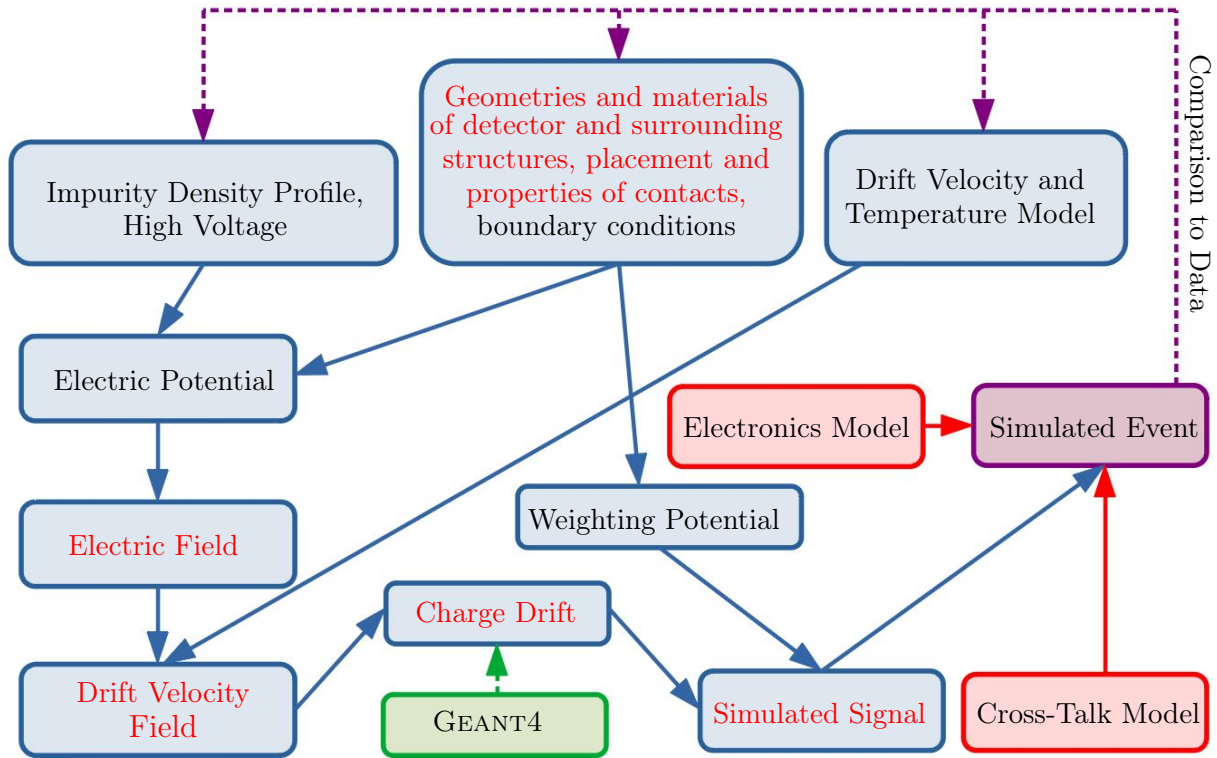 Geometries and materials
of detector and surrounding
structures, placement and
properties of contacts,
boundary conditions
Impurity Density Profile,
High Voltage
Drift Velocity and
Temperature Model
Comparison to Data
Electric Potential
Electronics Model
Simulated Event
Weighting Potential
Electric Field
Charge Drift
Drift Velocity
Field
GEANT4
Simulated Signal
Cross-Talk Model